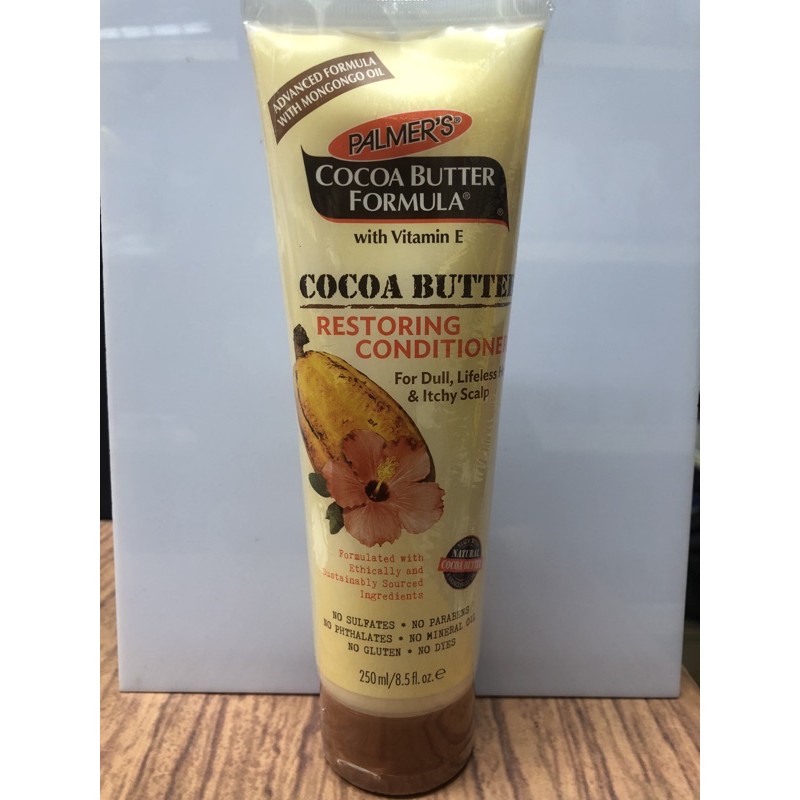 ADVANCED FORMULA
WITH MONGONGO OIL
PALMER'S®
COCOA BUTTER
FORMULA®
with Vitamin E
COCOA BUTTE
RESTORING
CONDITIONE
For Dull, Lifeless H
& Itchy Scalp
Formulated with
Ethically and
Sustainably Sourced
Ingredients
NATURAL
COCOA BUTTER
NO SULFATES • NO PARABENS
NO PHTHALATES • NO MINERAL OIL
NO GLUTEN • NO DYES
250 ml/8.5 fl. oz. ℮